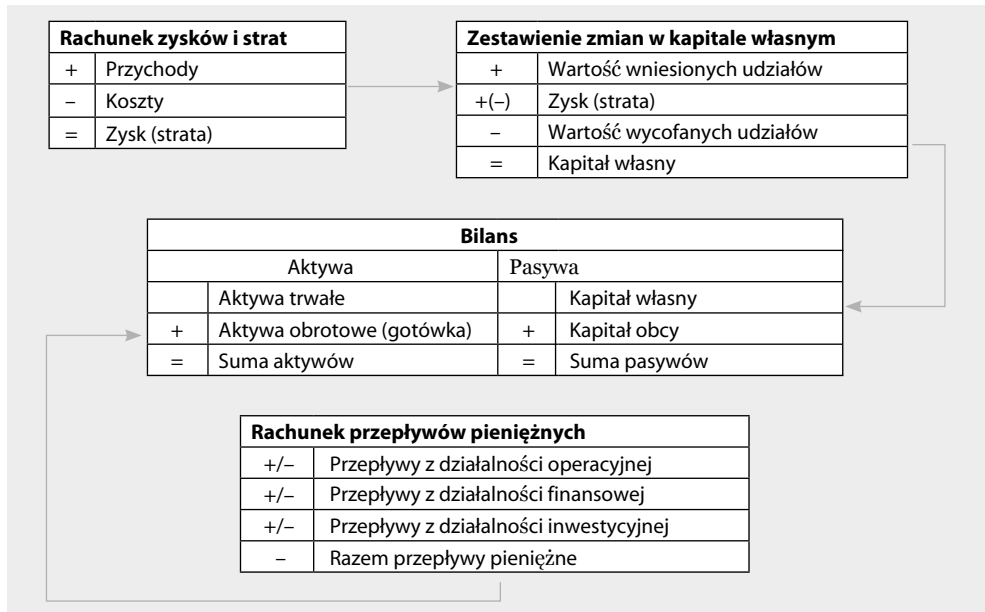 Rachunek zysków i strat
+ Przychody
– Koszty
= Zysk (strata)
Zestawienie zmian w kapitale własnym
+ Wartość wniesionych udziałów
+(–) Zysk (strata)
– Wartość wycofanych udziałów
= Kapitał własny
Bilans
Aktywa Pasywa
Aktywa trwałe Kapitał własny
+ Aktywa obrotowe (gotówka) + Kapitał obcy
= Suma aktywów = Suma pasywów
Rachunek przepływów pieniężnych
+/– Przepływy z działalności operacyjnej
+/– Przepływy z działalności finansowej
+/– Przepływy z działalności inwestycyjnej
– Razem przepływy pieniężne